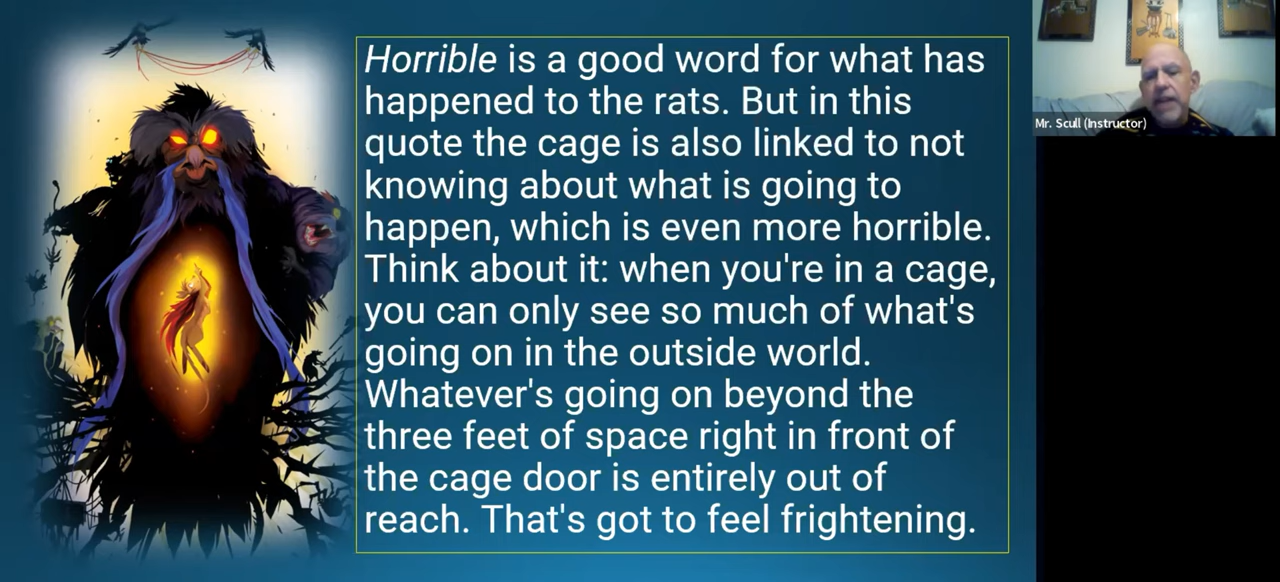 Horrible is a good word for what has
happened to the rats. But in this
quote the cage is also linked to not
knowing about what is going to
happen, which is even more horrible.
Think about it: when you're in a cage,
you can only see so much of what's
going on in the outside world.
Whatever's going on beyond the
three feet of space right in front of
the cage door is entirely out of
reach. That's got to feel frightening.
Mr. Scull (Instructor)